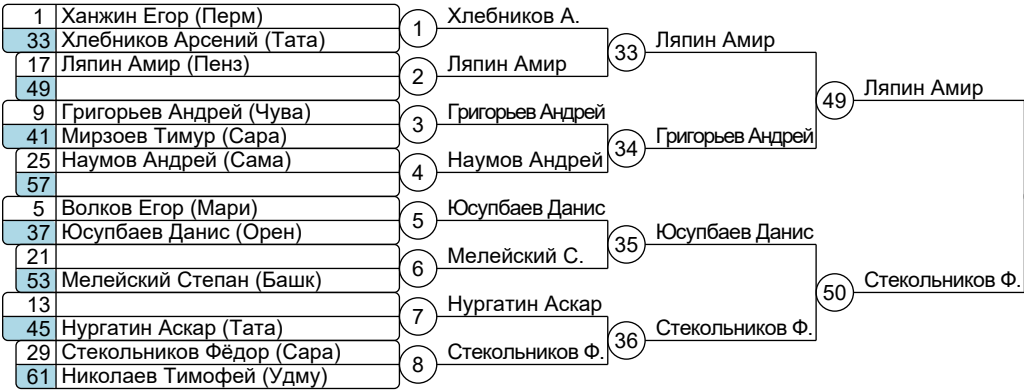 1 Ханжин Егор (Перм)
33 Хлебников Арсений (Тата)
17 Ляпин Амир (Пенз)
49
9 Григорьев Андрей (Чува)
41 Мирзоев Тимур (Сара)
25 Наумов Андрей (Сама)
57
5 Волков Егор (Мари)
37 Юсупбаев Данис (Орен)
21
53 Мелейский Степан (Башк)
13
45 Нургатин Аскар (Тата)
29 Стекольников Фёдор (Сара)
61 Николаев Тимофей (Удму)
1 Хлебников А.
2 Ляпин Амир
3 Григорьев Андрей
4 Наумов Андрей
5 Юсупбаев Данис
6 Мелейский С.
7 Нургатин Аскар
8 Стекольников Ф.
33 Ляпин Амир
34 Григорьев Андрей
35 Юсупбаев Данис
36 Стекольников Ф.
49 Ляпин Амир
50 Стекольников Ф.